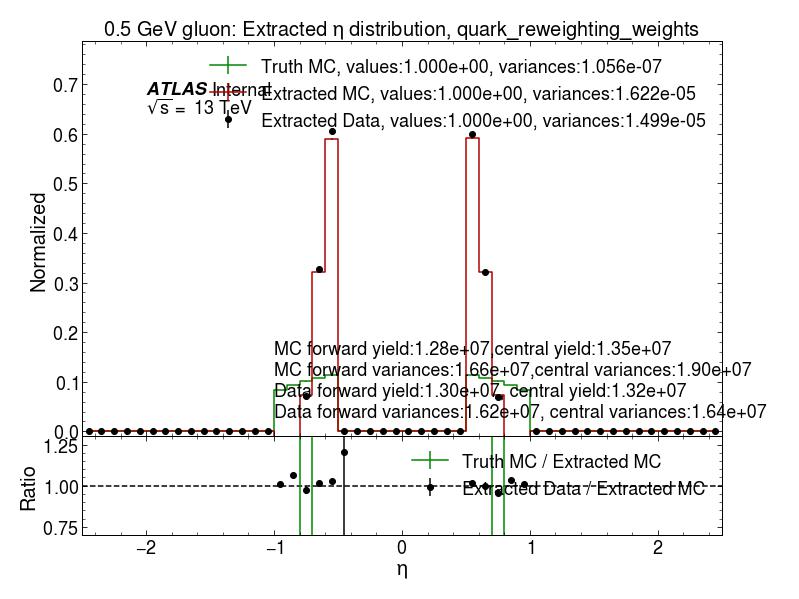 0.5 GeV gluon: Extracted η distribution, quark_reweighting_weights
Truth MC, values:1.000e+00, variances:1.056e-07
ATLAS Internal
Extracted MC, values:1.000e+00, variances:1.622e-05
√s = 13 TeV
Extracted Data, values:1.000e+00, variances:1.499e-05
0.7
0.6
0.5
0.4
0.3
0.2
0.1
0.0
Normalized
MC forward yield:1.28e+07,central yield:1.35e+07
MC forward variances:1.66e+07,central variances:1.90e+07
Data forward yield:1.30e+07, central yield:1.32e+07
Data forward variances:1.62e+07, central variances:1.64e+07
1.25
1.00
0.75
Ratio
Truth MC / Extracted MC
Extracted Data / Extracted MC
−2 −1 0 1 2
η